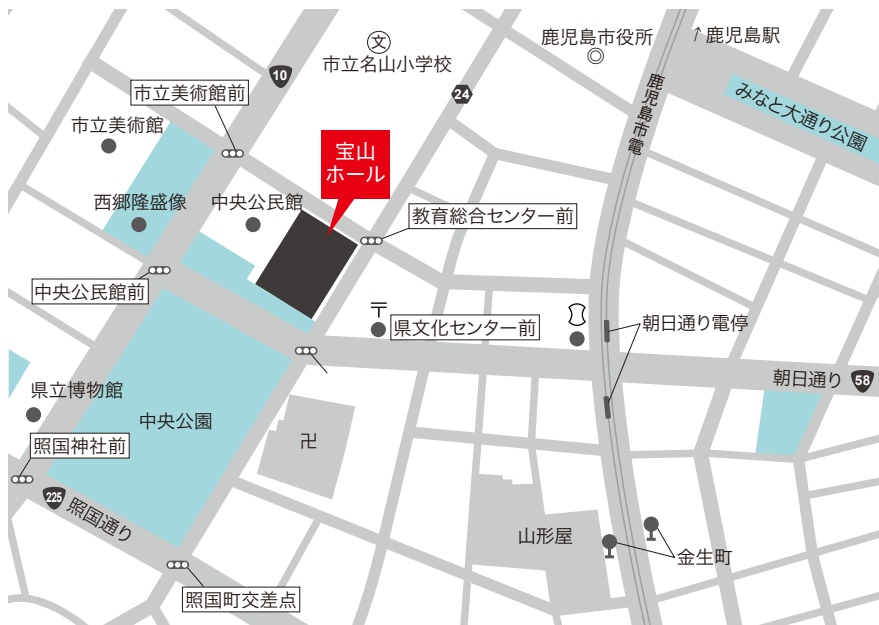 文
市立名山小学校
鹿児島市役所
↑鹿児島駅
10
24
市立美術館前
市立美術館
みなと大通り公園
鹿児島市電
宝山
ホール
西郷隆盛像
中央公民館
教育総合センター前
中央公民館前
〒
県文化センター前
朝日通り電停
朝日通り
58
県立博物館
中央公園
照国神社前
卍
225
照国通り
山形屋
金生町
照国町交差点